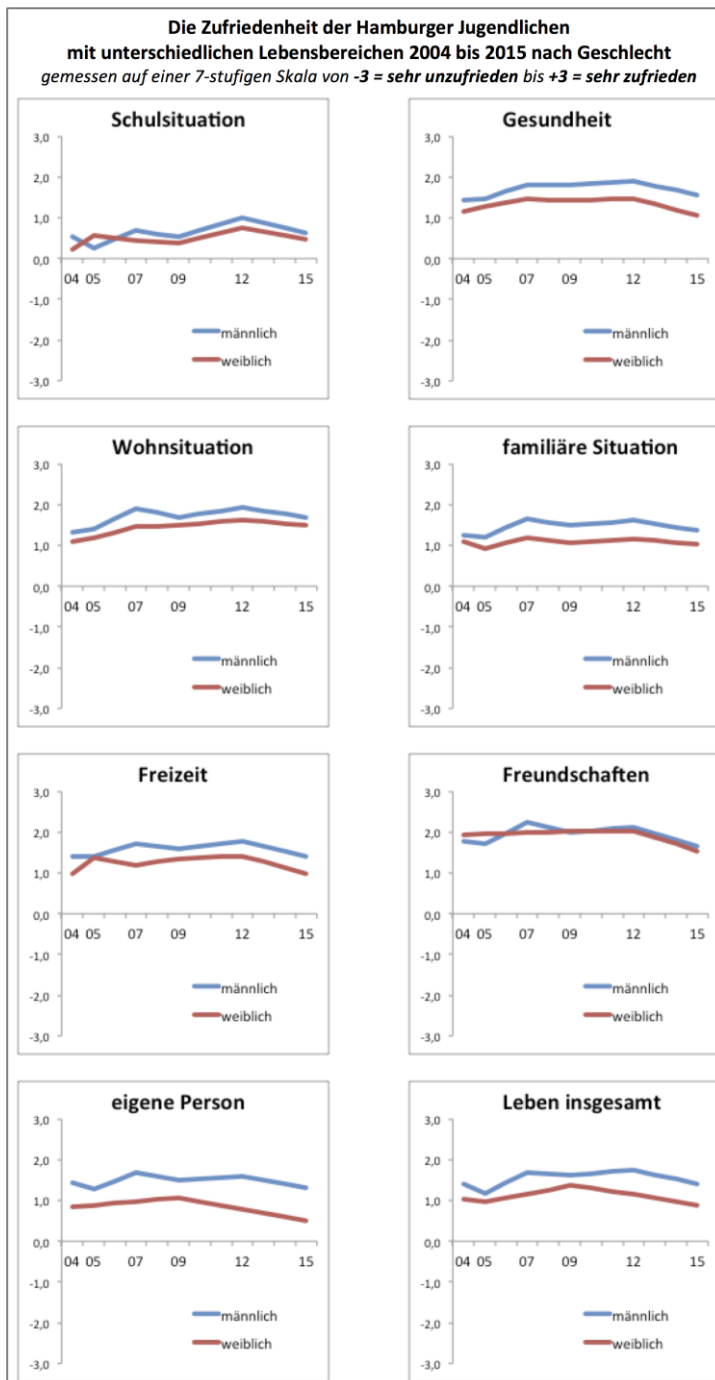 Die Zufriedenheit der Hamburger Jugendlichen
mit unterschiedlichen Lebensbereichen 2004 bis 2015 nach Geschlecht
gemessen auf einer 7-stufigen Skala von -3 = sehr unzufrieden bis +3 = sehr zufrieden
Schulsituation
3,0
2,0
1,0
0,0
04 05 07 09 12 15
-1,0
männlich
-2,0
weiblich
-3,0
Gesundheit
3,0
2,0
1,0
0,0
04 05 07 09 12 15
-1,0
männlich
-2,0
weiblich
-3,0
Wohnsituation
3,0
2,0
1,0
0,0
04 05 07 09 12 15
-1,0
männlich
-2,0
weiblich
-3,0
familiäre Situation
3,0
2,0
1,0
0,0
04 05 07 09 12 15
-1,0
männlich
-2,0
weiblich
-3,0
Freizeit
3,0
2,0
1,0
0,0
04 05 07 09 12 15
-1,0
männlich
-2,0
weiblich
-3,0
Freundschaften
3,0
2,0
1,0
0,0
04 05 07 09 12 15
-1,0
männlich
-2,0
weiblich
-3,0
eigene Person
3,0
2,0
1,0
0,0
04 05 07 09 12 15
-1,0
männlich
-2,0
weiblich
-3,0
Leben insgesamt
3,0
2,0
1,0
0,0
04 05 07 09 12 15
-1,0
männlich
-2,0
weiblich
-3,0